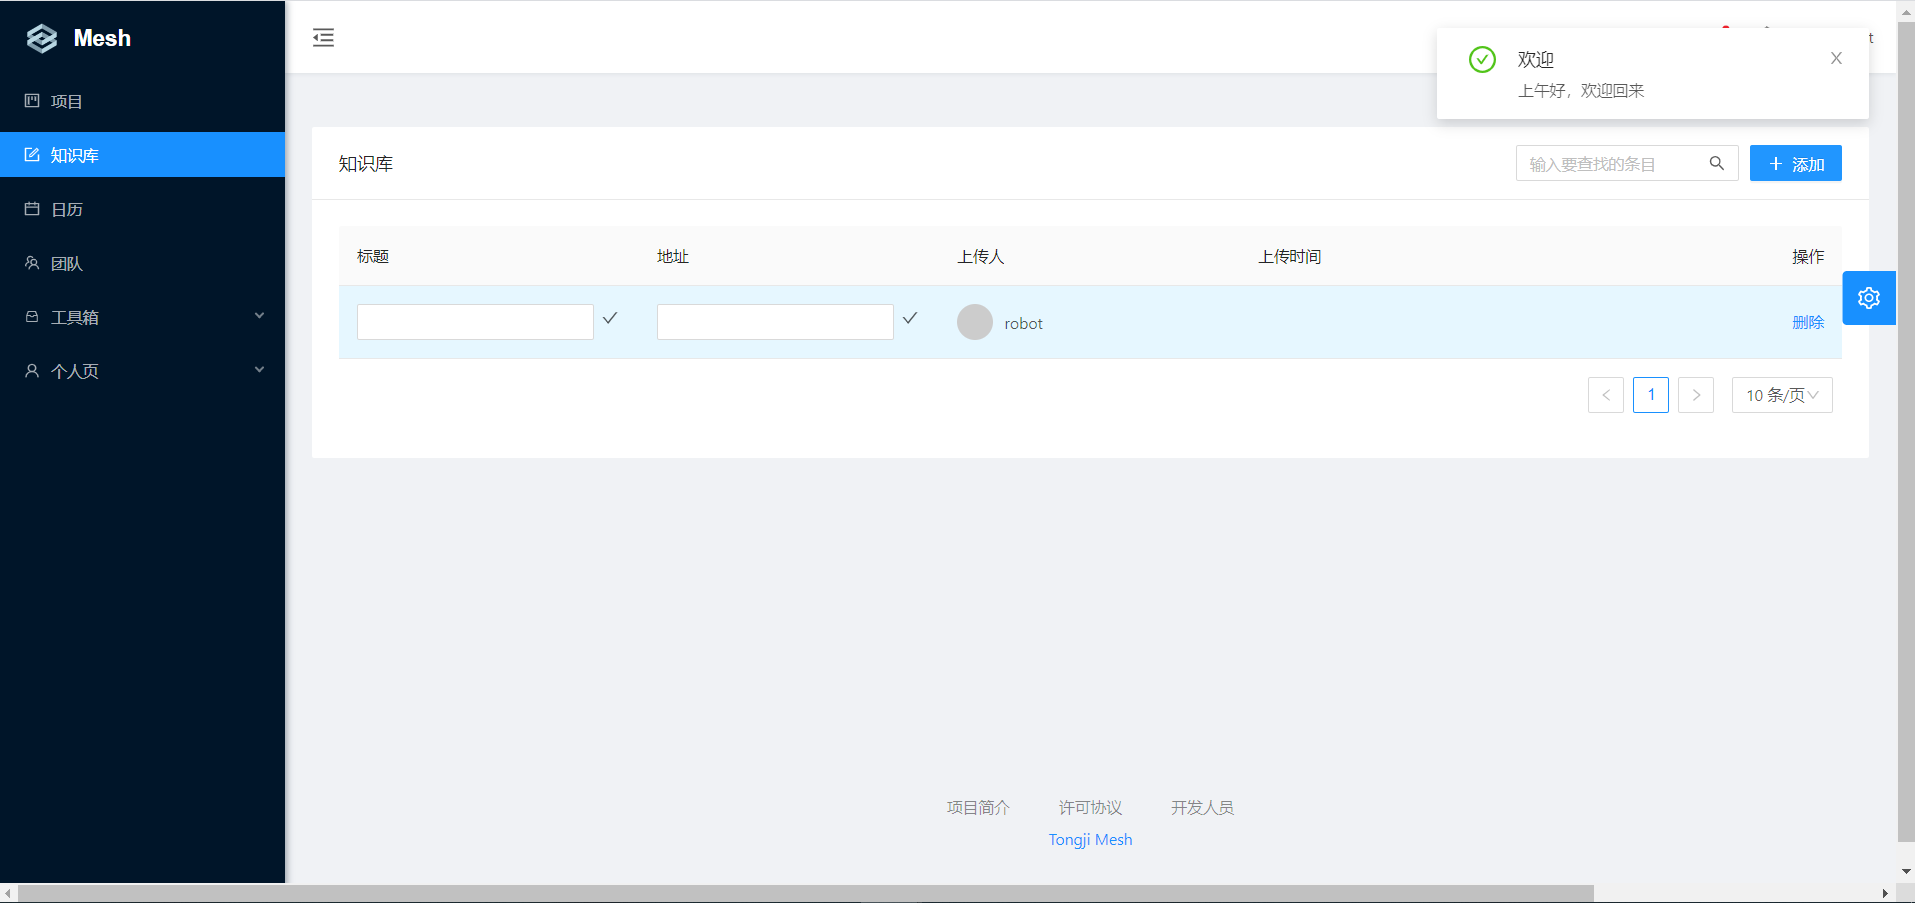 Mesh
项目
知识库
日历
团队
工具箱
个人页
欢迎
上午好，欢迎回来
t
知识库
输入要查找的条目
添加
标题 地址 上传人 上传时间 操作
robot 删除
1 10 条/页
项目简介 许可协议 开发人员
Tongji Mesh